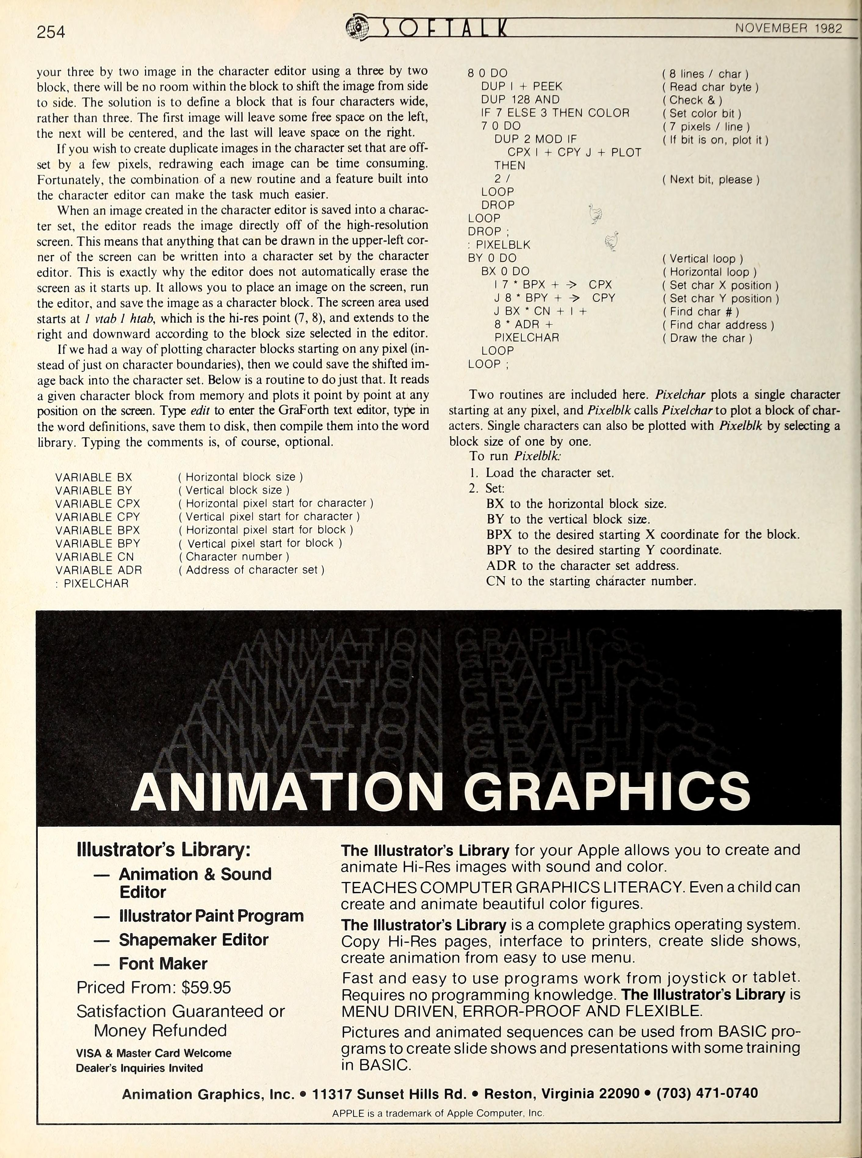 254
SOFTALK
NOVEMBER 1982
your three by two image in the character editor using a three by two
block, there will be no room within the block to shift the image from side
to side. The solution is to define a block that is four characters wide,
rather than three. The first image will leave some free space on the left,
the next will be centered, and the last will leave space on the right.
If you wish to create duplicate images in the character set that are off-
set by a few pixels, redrawing each image can be time consuming.
Fortunately, the combination of a new routine and a feature built into
the character editor can make the task much easier.
When an image created in the character editor is saved into a charac-
ter set, the editor reads the image directly off of the high-resolution
screen. This means that anything that can be drawn in the upper-left cor-
ner of the screen can be written into a character set by the character
editor. This is exactly why the editor does not automatically erase the
screen as it starts up. It allows you to place an image on the screen, run
the editor, and save the image as a character block. The screen area used
starts at 1 vtab 1 htab, which is the hi-res point (7, 8), and extends to the
right and downward according to the block size selected in the editor.
If we had a way of plotting character blocks starting on any pixel (in-
stead of just on character boundaries), then we could save the shifted im-
age back into the character set. Below is a routine to do just that. It reads
a given character block from memory and plots it point by point at any
position on the screen. Type edit to enter the GraForth text editor, type in
the word definitions, save them to disk, then compile them into the word
library. Typing the comments is, of course, optional.
VARIABLE BX ( Horizontal block size )
VARIABLE BY ( Vertical block size )
VARIABLE CPX ( Horizontal pixel start for character )
VARIABLE CPY ( Vertical pixel start for character )
VARIABLE BPX ( Horizontal pixel start for block )
VARIABLE BPY ( Vertical pixel start for block )
VARIABLE CN ( Character number )
VARIABLE ADR ( Address of character set )
: PIXELCHAR
8 0 DO ( 8 lines / char )
DUP I + PEEK ( Read char byte )
DUP 128 AND ( Check & )
IF 7 ELSE 3 THEN COLOR ( Set color bit )
7 0 DO ( 7 pixels / line )
DUP 2 MOD IF ( If bit is on, plot it )
CPX I + CPY J + PLOT
THEN
2 / ( Next bit, please )
LOOP
DROP
LOOP
DROP ;
: PIXELBLK
BY 0 DO ( Vertical loop )
BX 0 DO ( Horizontal loop )
I 7 * BPX + -> CPX ( Set char X position )
J 8 * BPY + -> CPY ( Set char Y position )
J BX * CN + I + ( Find char # )
8 * ADR + ( Find char address )
PIXELCHAR ( Draw the char )
LOOP
LOOP ;
Two routines are included here. Pixelchar plots a single character
starting at any pixel, and Pixelblk calls Pixelchar to plot a block of char-
acters. Single characters can also be plotted with Pixelblk by selecting a
block size of one by one.
To run Pixelblk:
1. Load the character set.
2. Set:
BX to the horizontal block size.
BY to the vertical block size.
BPX to the desired starting X coordinate for the block.
BPY to the desired starting Y coordinate.
ADR to the character set address.
CN to the starting character number.
ANIMATION GRAPHICS
Illustrator's Library:
— Animation & Sound
Editor
— Illustrator Paint Program
— Shapemaker Editor
— Font Maker
Priced From: $59.95
Satisfaction Guaranteed or
Money Refunded
VISA & Master Card Welcome
Dealer's Inquiries Invited
The Illustrator's Library for your Apple allows you to create and
animate Hi-Res images with sound and color.
TEACHES COMPUTER GRAPHICS LITERACY. Even a child can
create and animate beautiful color figures.
The Illustrator's Library is a complete graphics operating system.
Copy Hi-Res pages, interface to printers, create slide shows,
create animation from easy to use menu.
Fast and easy to use programs work from joystick or tablet.
Requires no programming knowledge. The Illustrator's Library is
MENU DRIVEN, ERROR-PROOF AND FLEXIBLE.
Pictures and animated sequences can be used from BASIC pro-
grams to create slide shows and presentations with some training
in BASIC.
Animation Graphics, Inc. • 11317 Sunset Hills Rd. • Reston, Virginia 22090 • (703) 471-0740
APPLE is a trademark of Apple Computer, Inc.